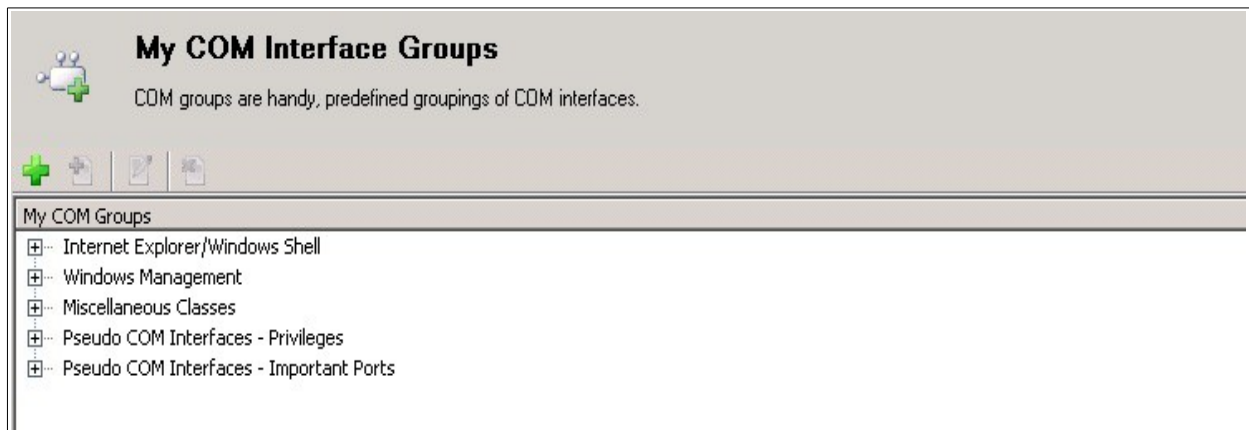 My COM Interface Groups
COM groups are handy, predefined groupings of COM interfaces.
My COM Groups
Internet Explorer/Windows Shell
Windows Management
Miscellaneous Classes
Pseudo COM Interfaces - Privileges
Pseudo COM Interfaces - Important Ports